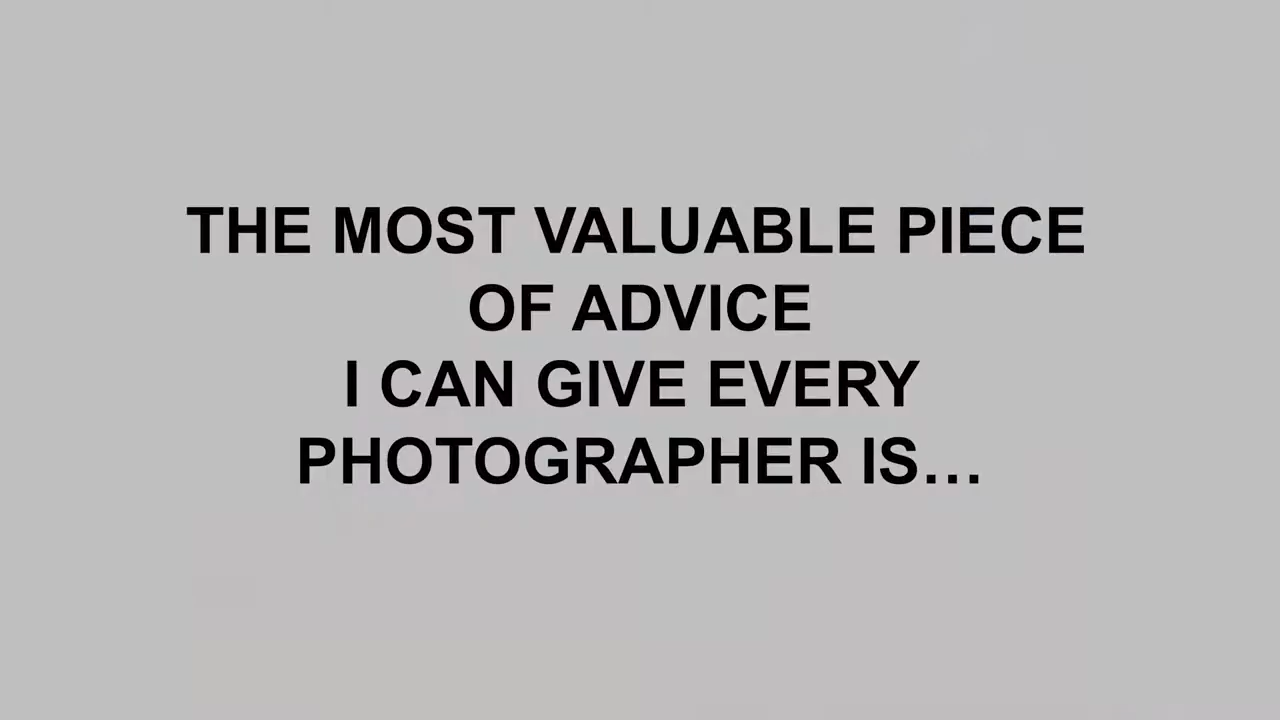 THE MOST VALUABLE PIECE
OF ADVICE
I CAN GIVE EVERY
PHOTOGRAPHER IS…